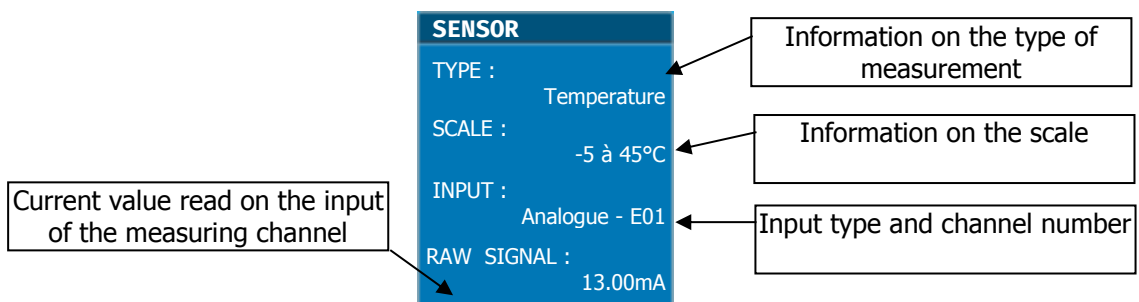 SENSOR
TYPE :
Temperature
SCALE :
-5 à 45°C
INPUT :
Analogue - E01
RAW SIGNAL :
13.00mA
Information on the type of
measurement
Information on the scale
Input type and channel number
Current value read on the input
of the measuring channel